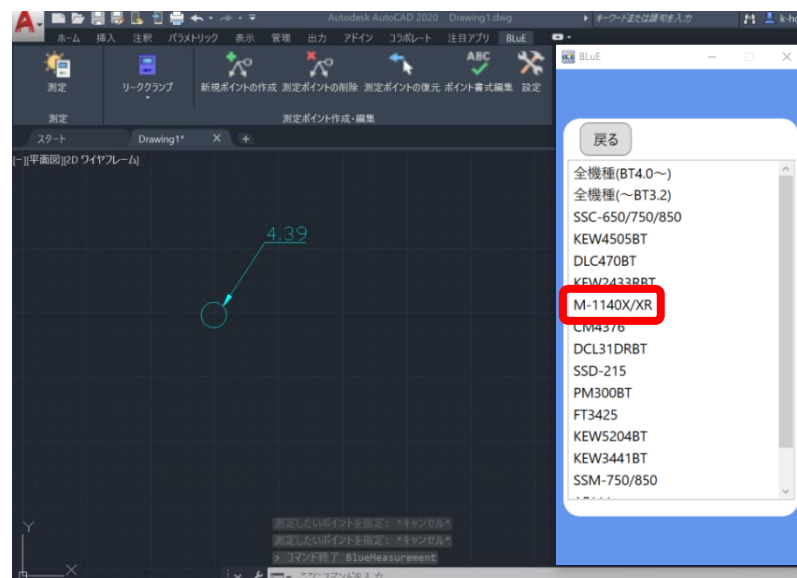 Autodesk AutoCAD 2020 Drawing1.dwg
キーワードまたは語句を入力
ホーム 挿入 注釈 パラメトリック 表示 管理 出力 アドイン コラボレート 注目アプリ BLuE
測定
リーククランプ
新規ポイントの作成 測定ポイントの削除 測定ポイントの復元 ポイント書式編集 設定
ABC
測定 測定ポイント作成・編集
スタート Drawing1* +
[-][平面図][2D ワイヤフレーム]
4.39
測定したいポイントを指定: *キャンセル*
測定したいポイントを指定: *キャンセル*
> コマンド終了 BlueMeasurement
ここにコマンドを入力
Y
X
BLuE
戻る
全機種(BT4.0～)
全機種(～BT3.2)
SSC-650/750/850
KEW4505BT
DLC470BT
KEW2433RBT
M-1140X/XR
CM4376
DCL31DRBT
SSD-215
PM300BT
FT3425
KEW5204BT
KEW3441BT
SSM-750/850